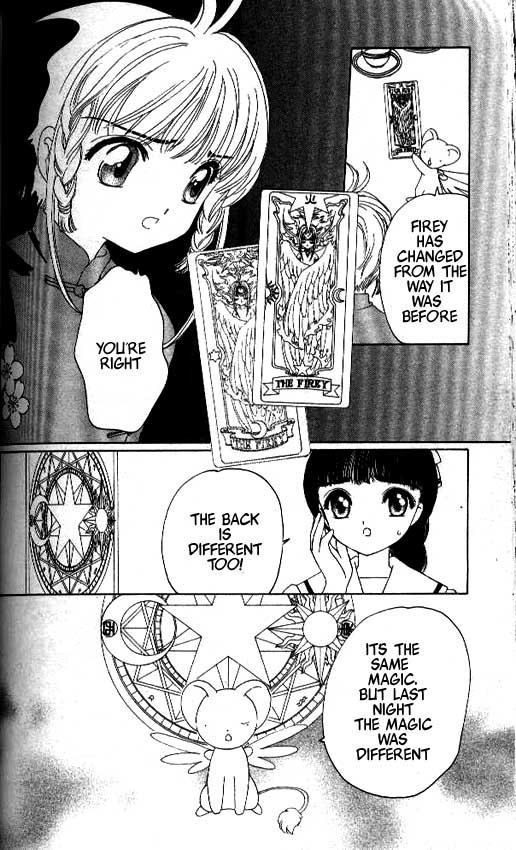 FIREY
HAS
CHANGED
FROM THE
WAY IT
WAS
BEFORE
YOU'RE
RIGHT
THE FIREY
THE FIREY
THE BACK
IS
DIFFERENT
TOO!
ITS THE
SAME
MAGIC.
BUT LAST
NIGHT
THE MAGIC
WAS
DIFFERENT